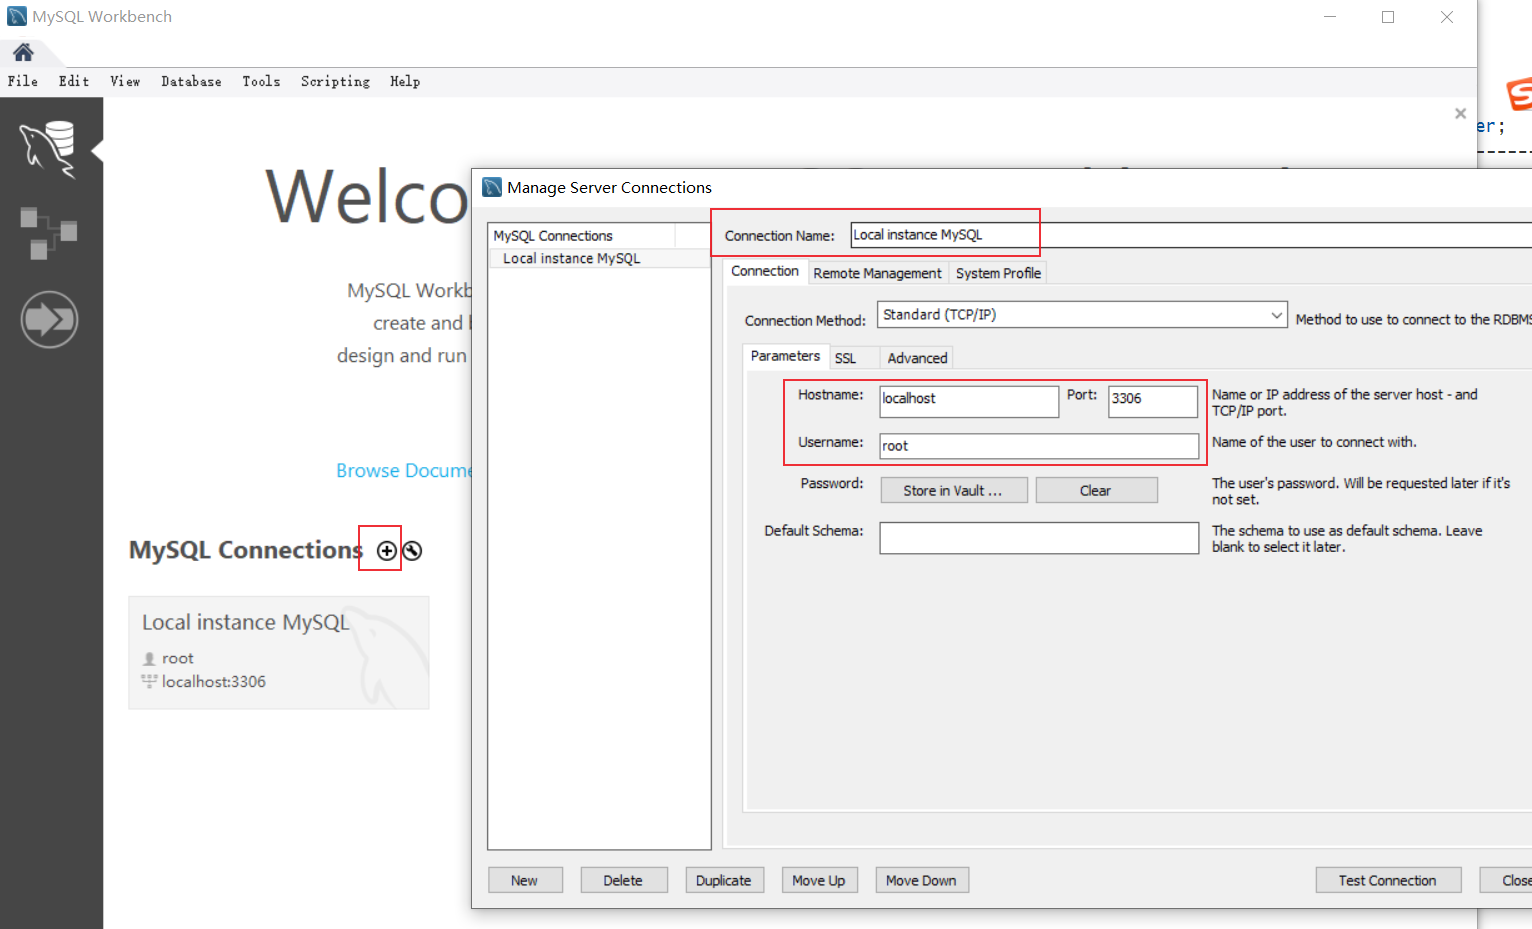 MySQL Workbench
File Edit View Database Tools Scripting Help
er;
Welco
MySQL Workb
create and
design and run
Browse Docume
MySQL Connections
Local instance MySQL
root
localhost:3306
Manage Server Connections
MySQL Connections
Local instance MySQL
Connection Name: Local instance MySQL
Connection Remote Management System Profile
Connection Method: Standard (TCP/IP) Method to use to connect to the RDBMS
Parameters SSL Advanced
Hostname: localhost Port: 3306 Name or IP address of the server host - and
TCP/IP port.
Username: root Name of the user to connect with.
Password: Store in Vault ... Clear The user's password. Will be requested later if it's
not set.
Default Schema: The schema to use as default schema. Leave
blank to select it later.
New Delete Duplicate Move Up Move Down Test Connection Close